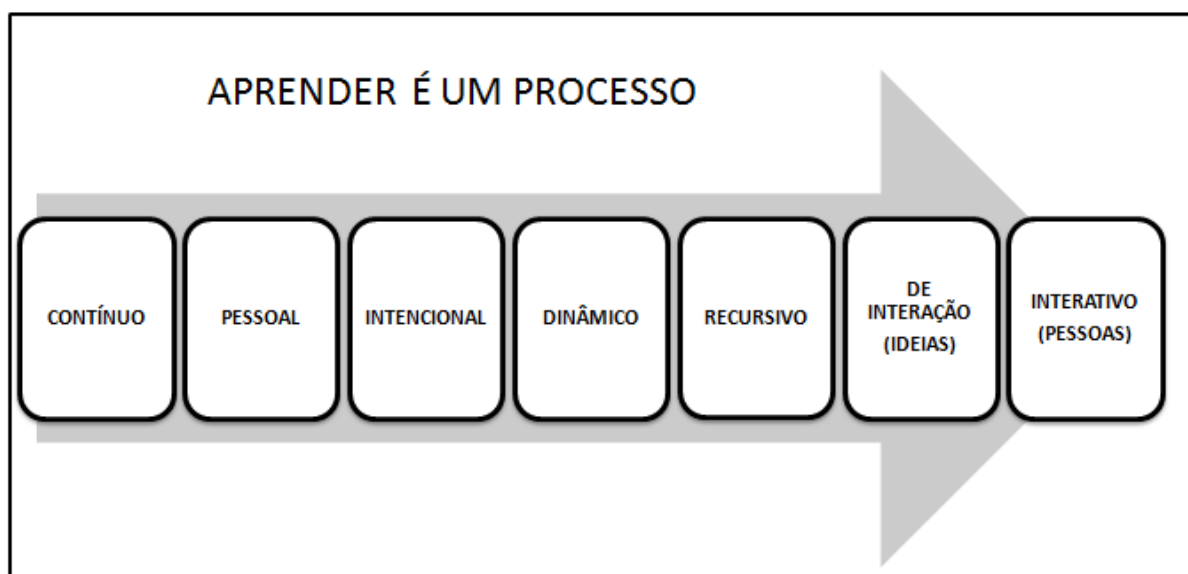 APRENDER É UM PROCESSO
CONTÍNUO
PESSOAL
INTENCIONAL
DINÂMICO
RECURSIVO
DE
INTERAÇÃO
(IDEIAS)
INTERATIVO
(PESSOAS)